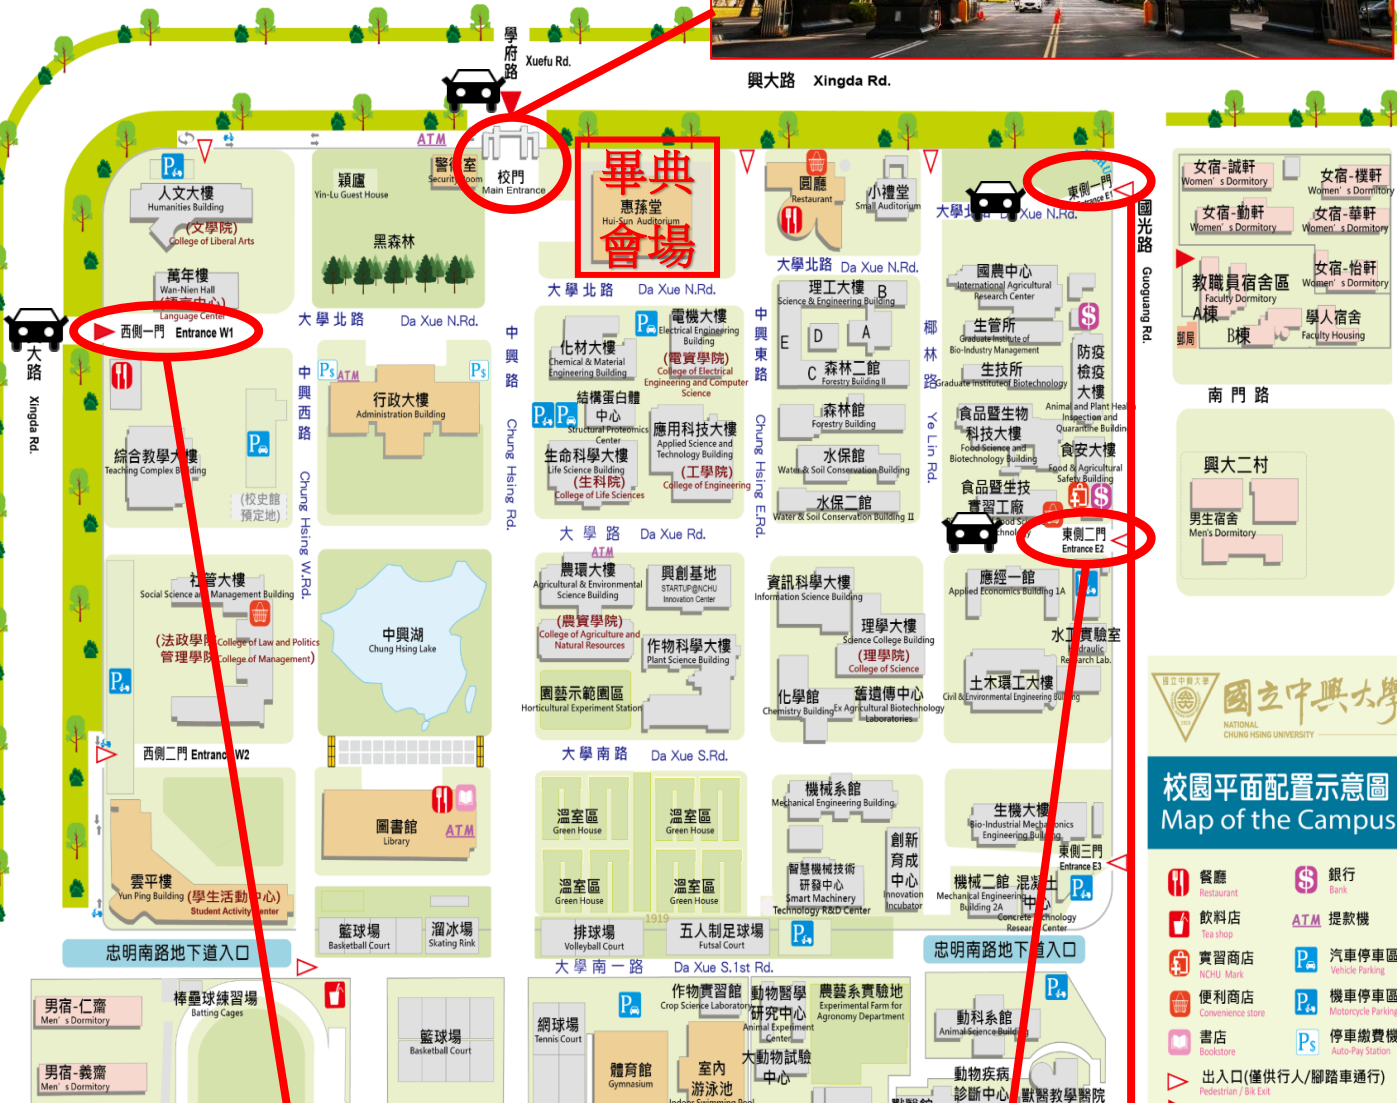 學府路
Xuefu Rd.
興大路 Xingda Rd.
ATM
校門
Main Entrance
穎廬
Yin-Lu Guest House
黑森林
人文大樓
Humanities Building
(文學院)
College of Liberal Arts
萬年樓
Wan-Nien Hall
Language Center
西側一門 Entrance W1
大路
Xingda Rd.
畢典
惠蓀堂
Hui-Sun Auditorium
會場
圓廳
Restaurant
小禮堂
Small Auditorium
東側一門
國光路
Guoguang Rd.
女宿-誠軒
Women's Dormitory
女宿-樸軒
Women's Dormitory
女宿-勤軒
Women's Dormitory
女宿-華軒
Women's Dormitory
女宿-怡軒
Women's Dormitory
教職員宿舍區
Faculty Dormitory
A棟
B棟
郵局
學人宿舍
Faculty Housing
南門路
興大二村
男生宿舍
Men's Dormitory
大學北路 Da Xue N.Rd.
大學北路 Da Xue N.Rd.
大學北路 Da Xue N.Rd.
中興西路
Chung Hsing W.Rd.
中興路
Chung Hsing Rd.
中興東路
Chung Hsing E.Rd.
椰林路
Ye Lin Rd.
ATM
行政大樓
Administration Building
綜合教學大樓
Teaching Complex Building
(校史館
預定地)
化材大樓
Chemical & Material
Engineering Building
電機大樓
Electrical Engineering
Building
(電資學院)
College of Electrical
Engineering and Computer
Science
結構蛋白體
中心
Structural Proteomics
Center
生命科學大樓
Life Science Building
(生科院)
College of Life Sciences
應用科技大樓
Applied Science and
Technology Building
(工學院)
College of Engineering
理工大樓
Science & Engineering Building
A
B
C
D
E
森林二館
Forestry Building II
森林館
Forestry Building
水保館
Water & Soil Conservation Building
水保二館
Water & Soil Conservation Building II
國農中心
International Agricultural
Research Center
生管所
Graduate Institute of
Bio-Industry Management
生技所
Graduate Institute of Biotechnology
防疫
檢疫
大樓
Animal and Plant Health
Inspection and
Quarantine Building
食品暨生物
科技大樓
Food Science and
Biotechnology Building
食安大樓
Food & Agricultural
Safety Building
食品暨生技
實習工廠
東側二門
Entrance E2
大學路 Da Xue Rd.
社管大樓
Social Science and Management Building
(法政學院 College of Law and Politics
管理學院 College of Management)
中興湖
Chung Hsing Lake
ATM
農環大樓
Agricultural & Environmental
Science Building
(農資學院)
College of Agriculture and
Natural Resources
興創基地
STARTUP@NCHU
Innovation Center
作物科學大樓
Plant Science Building
園藝示範園區
Horticultural Experiment Station
資訊科學大樓
Information Science Building
理學大樓
Science College Building
(理學院)
College of Science
化學館
Chemistry Building
舊遺傳中心
Ex Agricultural Biotechnology
Laboratories
應經一館
Applied Economics Building 1A
水工實驗室
Hydraulic
Research Lab.
土木環工大樓
Civil & Environmental Engineering Building
西側二門 Entrance W2
大學南路 Da Xue S.Rd.
圖書館
Library
ATM
雲平樓
Yun Ping Building
(學生活動中心)
Student Activity Center
溫室區
Green House
溫室區
Green House
溫室區
Green House
溫室區
Green House
機械系館
Mechanical Engineering Building
智慧機械技術
研發中心
Smart Machinery
Technology R&D Center
創新
育成
中心
Innovation
Incubator
生機大樓
Bio-Industrial Mechatronics
Engineering Building
東側三門
Entrance E3
機械二館
Mechanical Engineering
Building 2A
混凝土
中心
Concrete Technology
Research Center
籃球場
Basketball Court
溜冰場
Skating Rink
1919
排球場
Volleyball Court
五人制足球場
Futsal Court
忠明南路地下道入口
忠明南路地下道入口
大學南一路 Da Xue S.1st Rd.
男宿-仁齋
Men's Dormitory
男宿-義齋
Men's Dormitory
棒壘球練習場
Batting Cages
籃球場
Basketball Court
網球場
Tennis Court
體育館
Gymnasium
作物實習館
Crop Science Laboratory
室內
游泳池
動物醫學
研究中心
Animal Experiment
Center
大動物試驗
中心
農藝系實驗地
Experimental Farm for
Agronomy Department
動科系館
Animal Science Building
動物疾病
診斷中心
獸醫教學醫院
國立中興大學
NATIONAL
CHUNG HSING UNIVERSITY
校園平面配置示意圖
Map of the Campus
餐廳
Restaurant
銀行
Bank
飲料店
Tea shop
ATM 提款機
實習商店
NCHU Mark
汽車停車區
Vehicle Parking
便利商店
Convenience store
機車停車區
Motorcycle Parking
書店
Bookstore
停車繳費機
Auto-Pay Station
出入口(僅供行人/腳踏車通行)
Pedestrian / Bik Exit